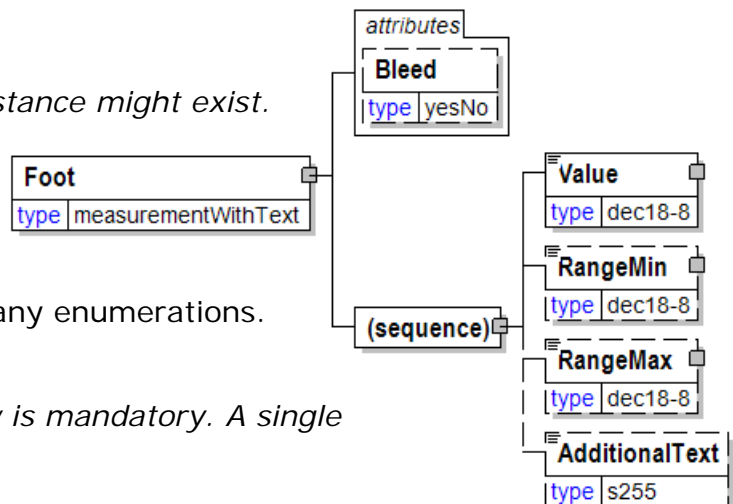 attributes
Bleed
type yesNo
stance might exist.
Foot
type measurementWithText
Value
type dec18-8
RangeMin
type dec18-8
any enumerations.
(sequence)
RangeMax
type dec18-8
is mandatory. A single
AdditionalText
type s255